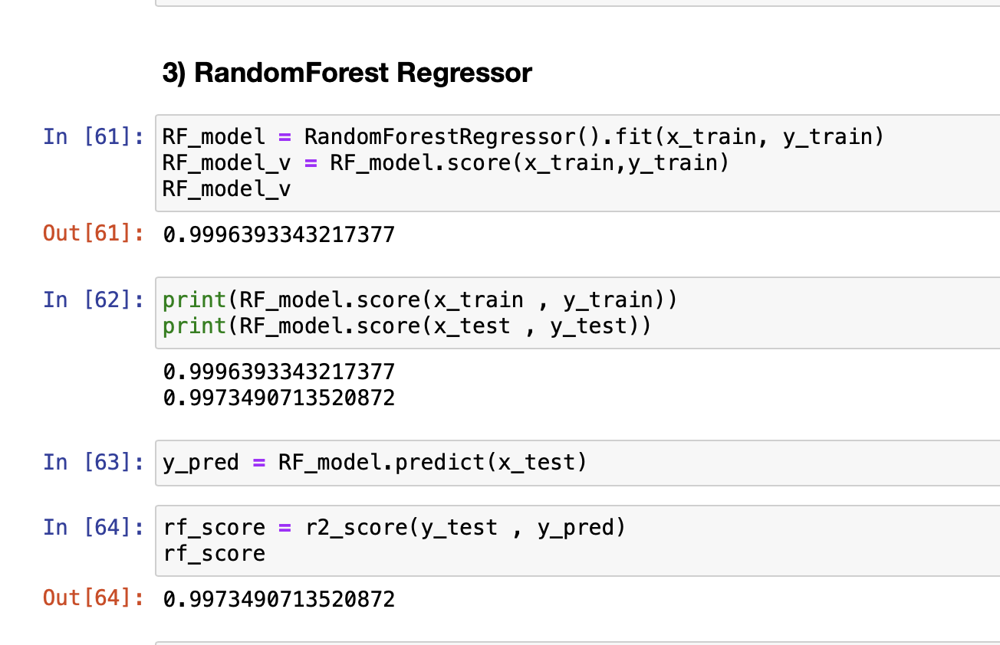 3) RandomForest Regressor
In [61]: RF_model = RandomForestRegressor().fit(x_train, y_train)
RF_model_v = RF_model.score(x_train,y_train)
RF_model_v
Out[61]: 0.9996393343217377
In [62]: print(RF_model.score(x_train , y_train))
print(RF_model.score(x_test , y_test))
0.9996393343217377
0.9973490713520872
In [63]: y_pred = RF_model.predict(x_test)
In [64]: rf_score = r2_score(y_test , y_pred)
rf_score
Out[64]: 0.9973490713520872